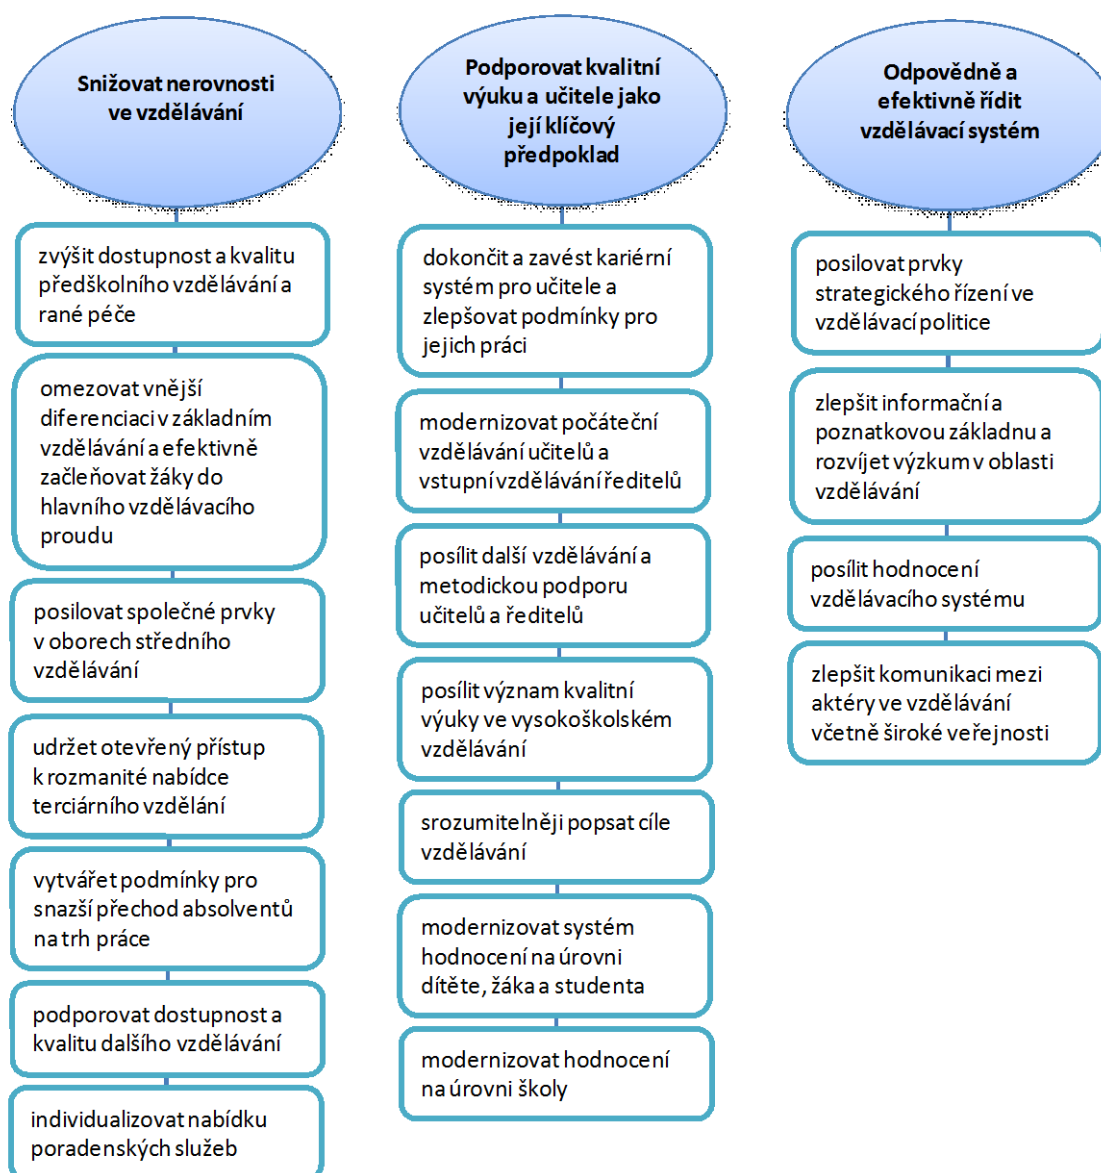 Snižovat nerovnosti
ve vzdělávání
zvýšit dostupnost a kvalitu
předškolního vzdělávání a
rané péče
omezovat vnější
diferenciaci v základním
vzdělávání a efektivně
začleňovat žáky do
hlavního vzdělávacího
proudu
posilovat společné prvky
v oborech středního
vzdělávání
udržet otevřený přístup
k rozmanité nabídce
terciárního vzdělání
vytvářet podmínky pro
snazší přechod absolventů
na trh práce
podporovat dostupnost a
kvalitu dalšího vzdělávání
individualizovat nabídku
poradenských služeb
Podporovat kvalitní
výuku a učitele jako
její klíčový
předpoklad
dokončit a zavést kariérní
systém pro učitele a
zlepšovat podmínky pro
jejich práci
modernizovat počáteční
vzdělávání učitelů a
vstupní vzdělávání ředitelů
posílit další vzdělávání a
metodickou podporu
učitelů a ředitelů
posílit význam kvalitní
výuky ve vysokoškolském
vzdělávání
srozumitelněji popsat cíle
vzdělávání
modernizovat systém
hodnocení na úrovni
dítěte, žáka a studenta
modernizovat hodnocení
na úrovni školy
Odpovědně a
efektivně řídit
vzdělávací systém
posilovat prvky
strategického řízení ve
vzdělávací politice
zlepšit informační a
poznatkovou základnu a
rozvíjet výzkum v oblasti
vzdělávání
posílit hodnocení
vzdělávacího systému
zlepšit komunikaci mezi
aktéry ve vzdělávání
včetně široké veřejnosti